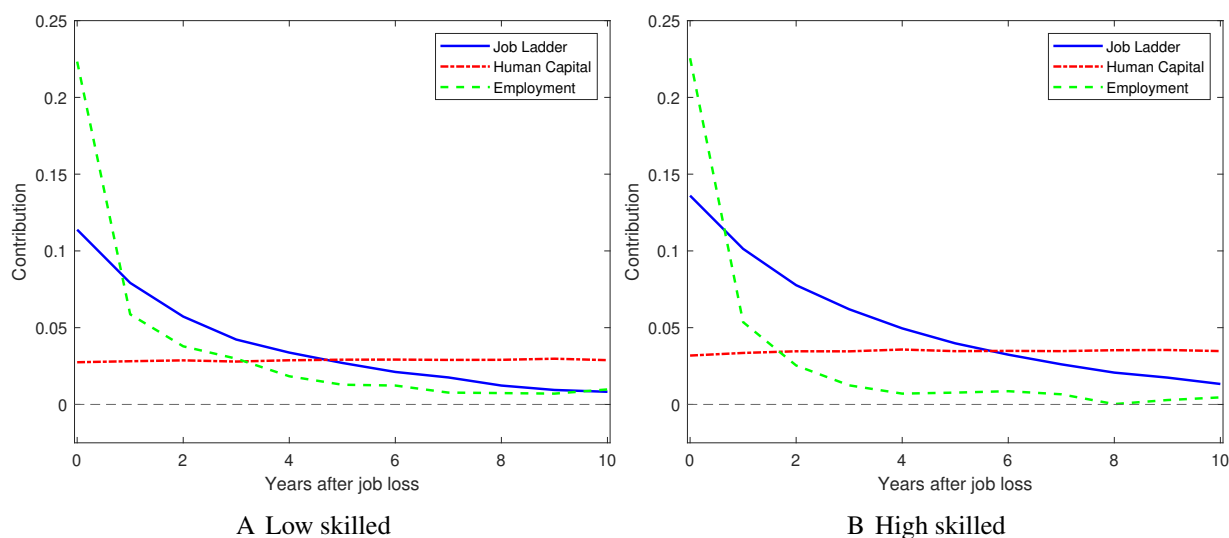 0.25
0.2
0.15
0.1
0.05
0
Contribution
Job Ladder
Human Capital
Employment
0 2 4 6 8 10
Years after job loss
A Low skilled
0.25
0.2
0.15
0.1
0.05
0
Contribution
Job Ladder
Human Capital
Employment
0 2 4 6 8 10
Years after job loss
B High skilled